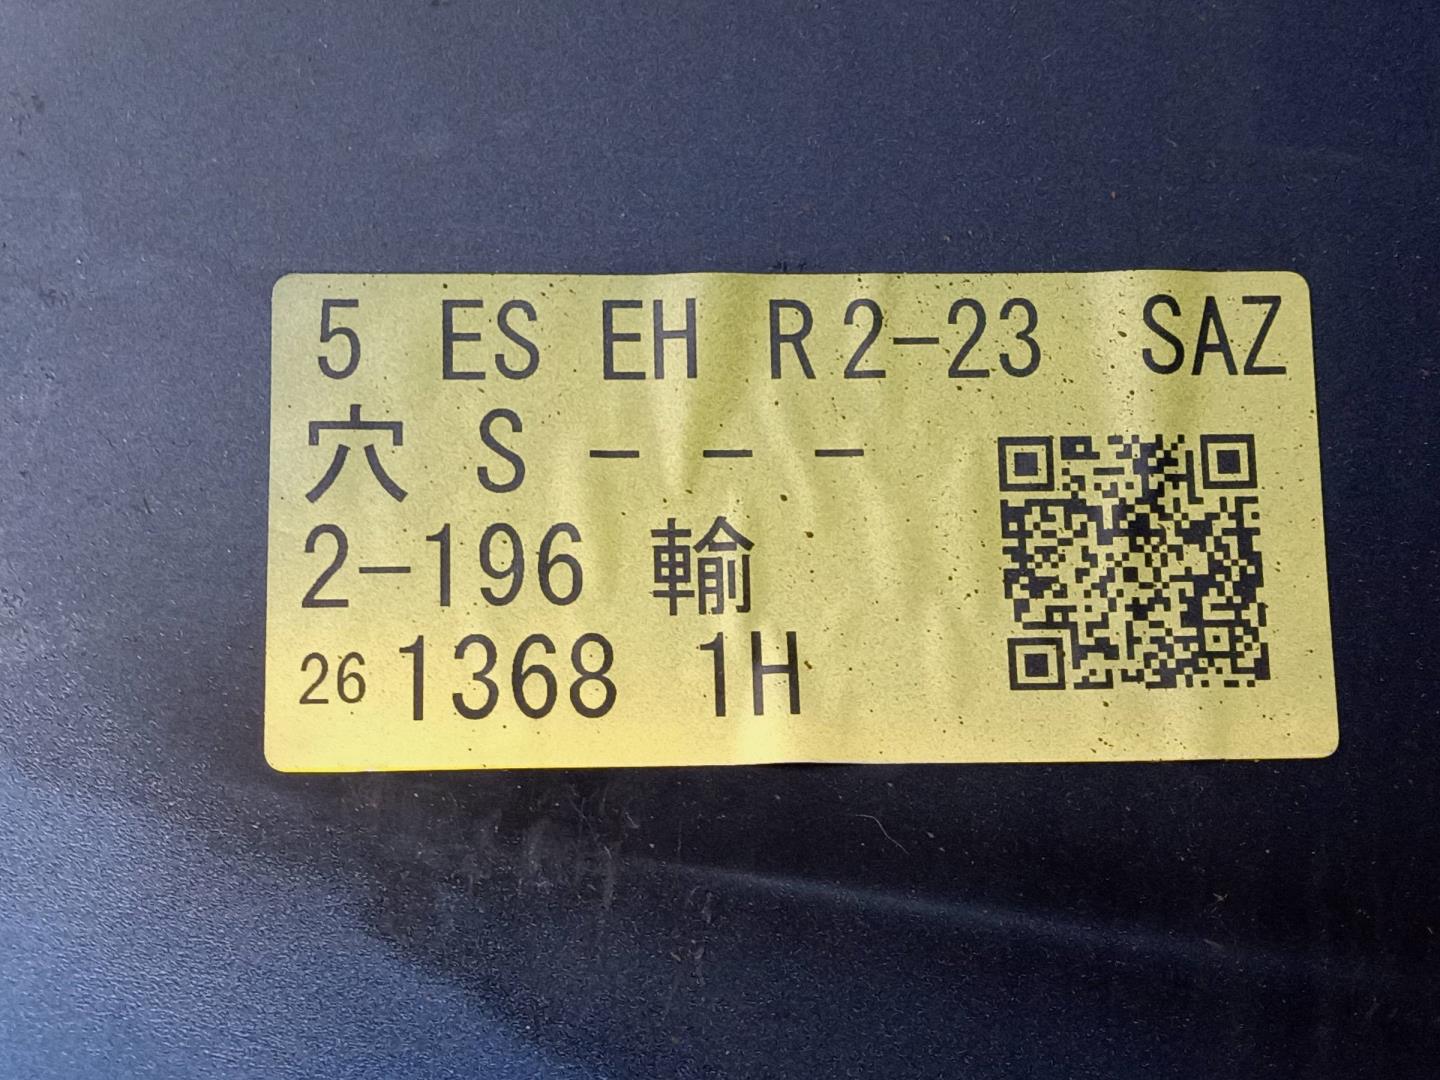 5 ES EH R2-23 SAZ
穴 S - - -
2-196 輸
26 1368 1H